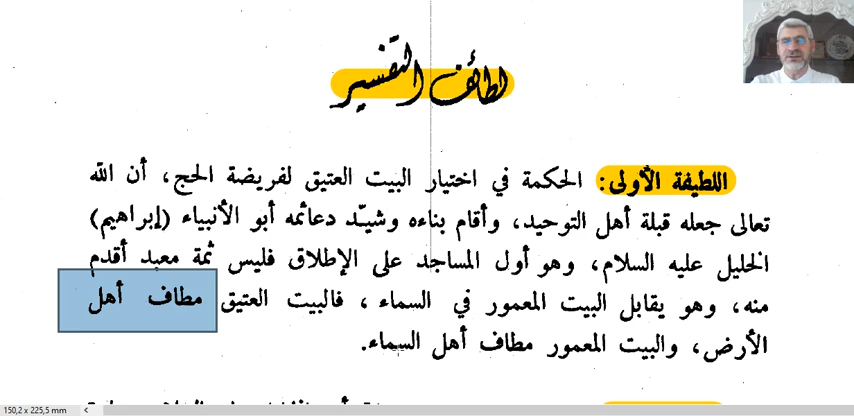 لطائف التفسير
اللطيفة الأولى: الحكمة في اختيار البيت العتيق لفريضة الحج، أن الله
تعالى جعله قبلة أهل التوحيد، وأقام بناءه وشيّد دعائمه أبو الأنبياء (إبراهيم)
الخليل عليه السلام، وهو أول المساجد على الإطلاق فليس ثمة معبد أقدم
منه، وهو يقابل البيت المعمور في السماء، فالبيت العتيق مطاف أهل
الأرض، والبيت المعمور مطاف أهل السماء.
150,2 x 225,5 mm